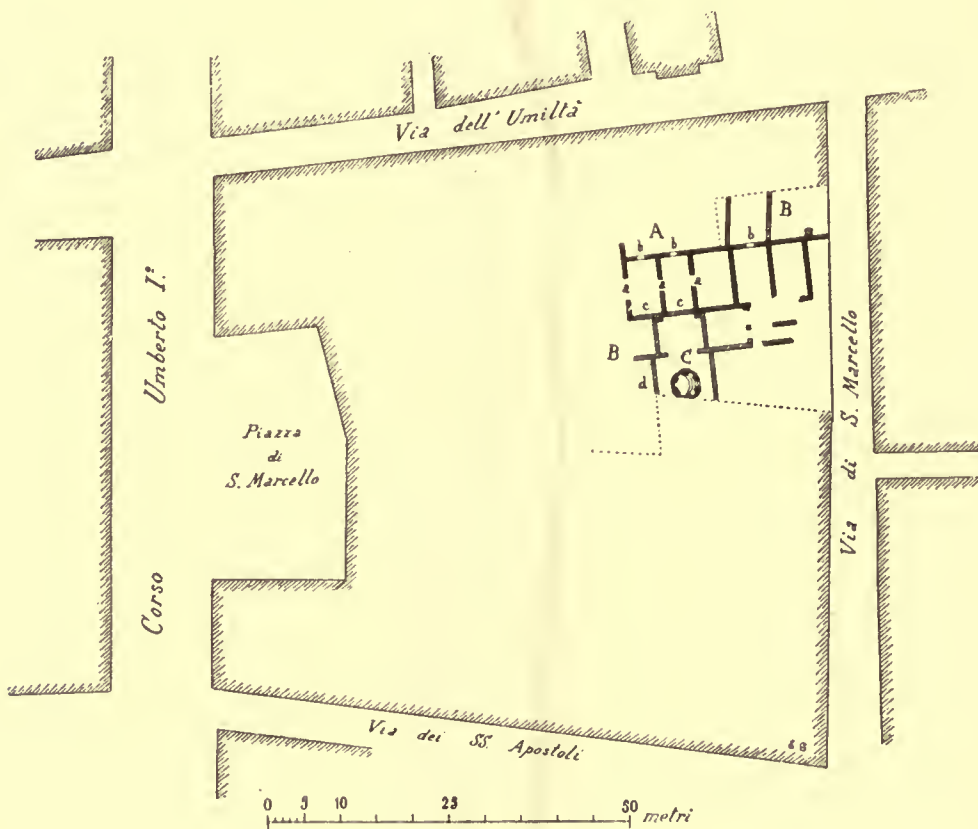 Via dell' Umiltà
A
B
b b b
a a a
c c
B
C
d
Corso Umberto I.º
Piazza
di
S. Marcello
Via di S. Marcello
Via dei SS. Apostoli
0 5 10 25 50 metri